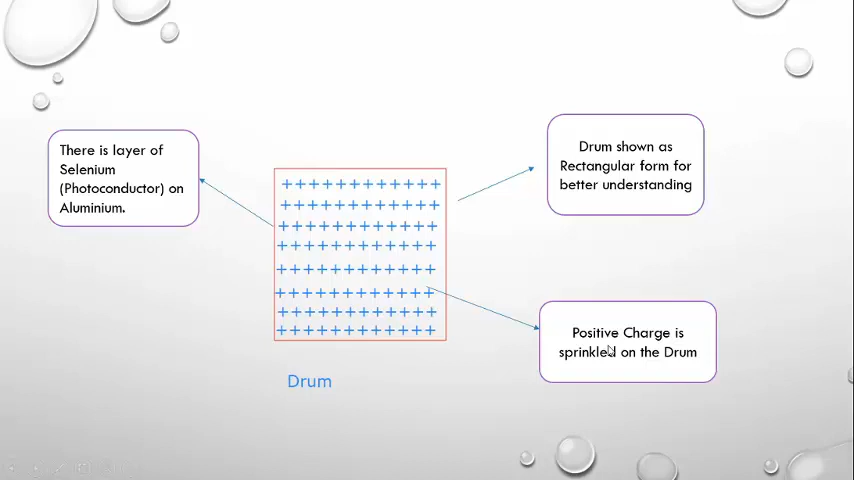 There is layer of
Selenium
(Photoconductor) on
Aluminium.
Drum shown as
Rectangular form for
better understanding
+ + + + + + + + + + + +
+ + + + + + + + + + + +
+ + + + + + + + + + + +
+ + + + + + + + + + + +
+ + + + + + + + + + + +
+ + + + + + + + + + + +
+ + + + + + + + + + + +
+ + + + + + + + + + + +
Positive Charge is
sprinkled on the Drum
Drum